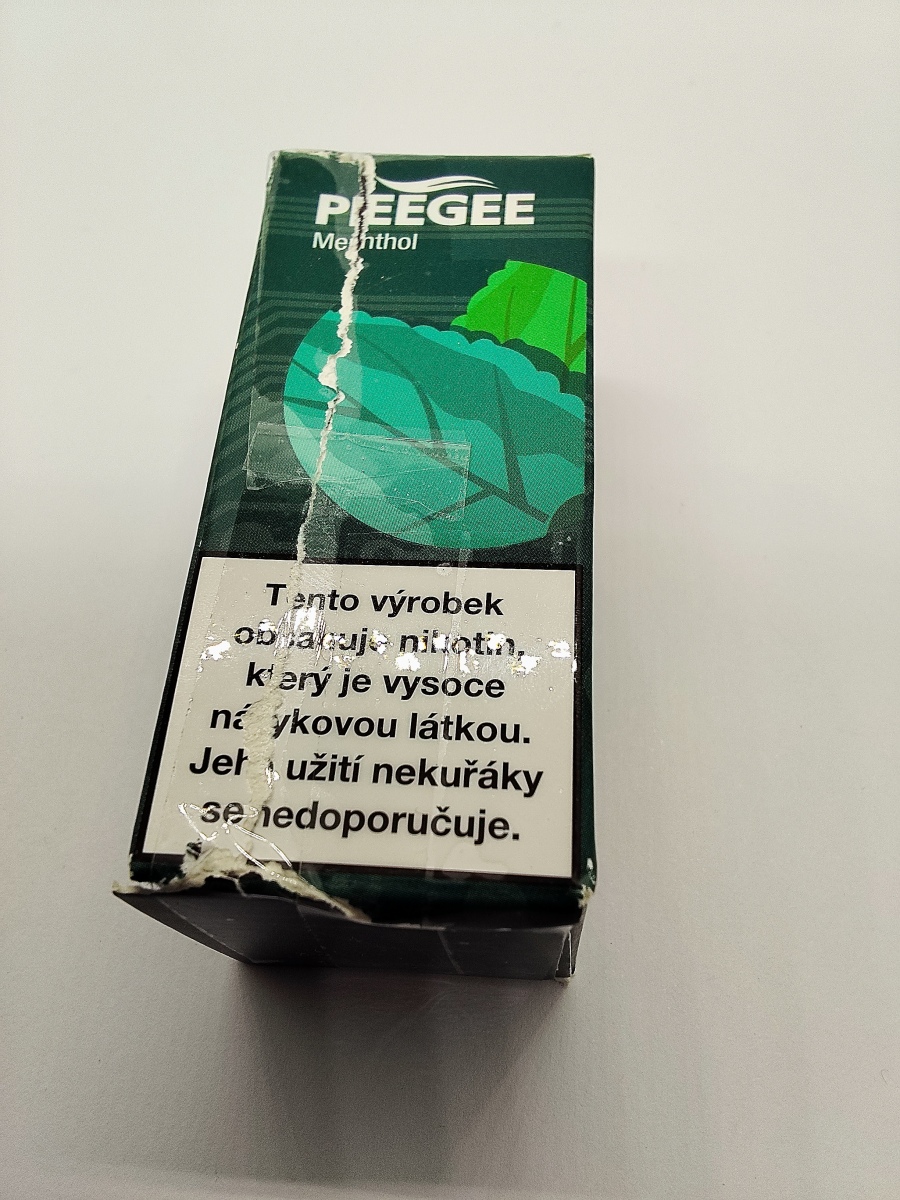 PEEGEE
Menthol
Tento výrobek
obsahuje nikotin,
který je vysoce
návykovou látkou.
Jeho užití nekuřáky
se nedoporučuje.